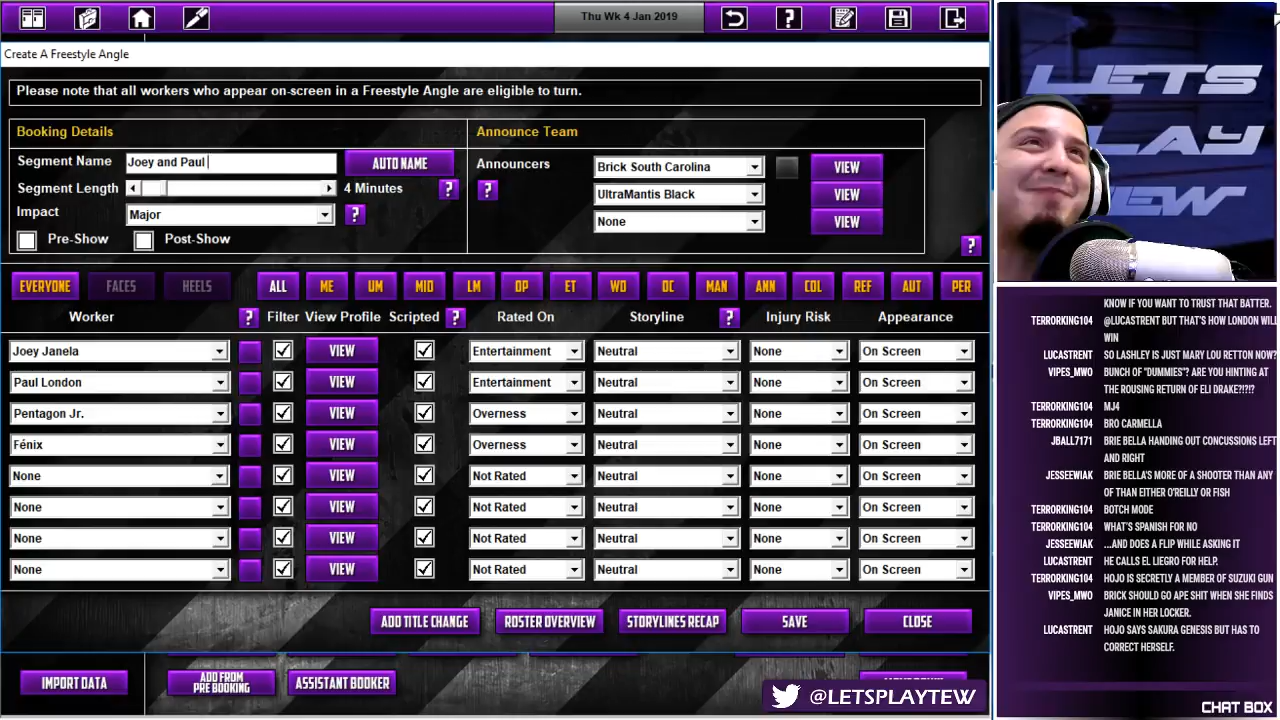 Thu Wk 4 Jan 2019
Create A Freestyle Angle
Please note that all workers who appear on-screen in a Freestyle Angle are eligible to turn.
Booking Details
Segment Name
Joey and Paul
AUTO NAME
Segment Length
4 Minutes
?
Impact
Major
?
Pre-Show
Post-Show
Announce Team
Announcers
Brick South Carolina
VIEW
?
UltraMantis Black
VIEW
None
VIEW
?
EVERYONE FACES HEELS ALL ME UM MID LM OP ET WO OC MAN ANN COL REF AUT PER
Worker ? Filter View Profile Scripted ? Rated On Storyline ? Injury Risk Appearance
Joey Janela VIEW Entertainment Neutral None On Screen
Paul London VIEW Entertainment Neutral None On Screen
Pentagon Jr. VIEW Overness Neutral None On Screen
Fénix VIEW Overness Neutral None On Screen
None VIEW Not Rated Neutral None On Screen
None VIEW Not Rated Neutral None On Screen
None VIEW Not Rated Neutral None On Screen
None VIEW Not Rated Neutral None On Screen
ADD TITLE CHANGE ROSTER OVERVIEW STORYLINES RECAP SAVE CLOSE
IMPORT DATA
ADD FROM
PRE BOOKING
ASSISTANT BOOKER
@LETSPLAYTEW
LETS
PLAY
TEW
KNOW IF YOU WANT TO TRUST THAT BATTER.
TERRORKING104 @LUCASTRENT BUT THAT'S HOW LONDON WILL
WIN
LUCASTRENT SO LASHLEY IS JUST MARY LOU RETTON NOW?
VIPES_MWO BUNCH OF "DUMMIES"? ARE YOU HINTING AT
THE ROUSING RETURN OF ELI DRAKE?!?!?
TERRORKING104 MJ4
TERRORKING104 BRO CARMELLA
JBALL7171 BRIE BELLA HANDING OUT CONCUSSIONS LEFT
AND RIGHT
JESSEEWIAK BRIE BELLA'S MORE OF A SHOOTER THAN ANY
OF THAN EITHER O'REILLY OR FISH
TERRORKING104 BOTCH MODE
TERRORKING104 WHAT'S SPANISH FOR NO
JESSEEWIAK ...AND DOES A FLIP WHILE ASKING IT
LUCASTRENT HE CALLS EL LIEGRO FOR HELP.
TERRORKING104 HOJO IS SECRETLY A MEMBER OF SUZUKI GUN
VIPES_MWO BRICK SHOULD GO APE SHIT WHEN SHE FINDS
JANICE IN HER LOCKER.
LUCASTRENT HOJO SAYS SAKURA GENESIS BUT HAS TO
CORRECT HERSELF.
CHAT BOX